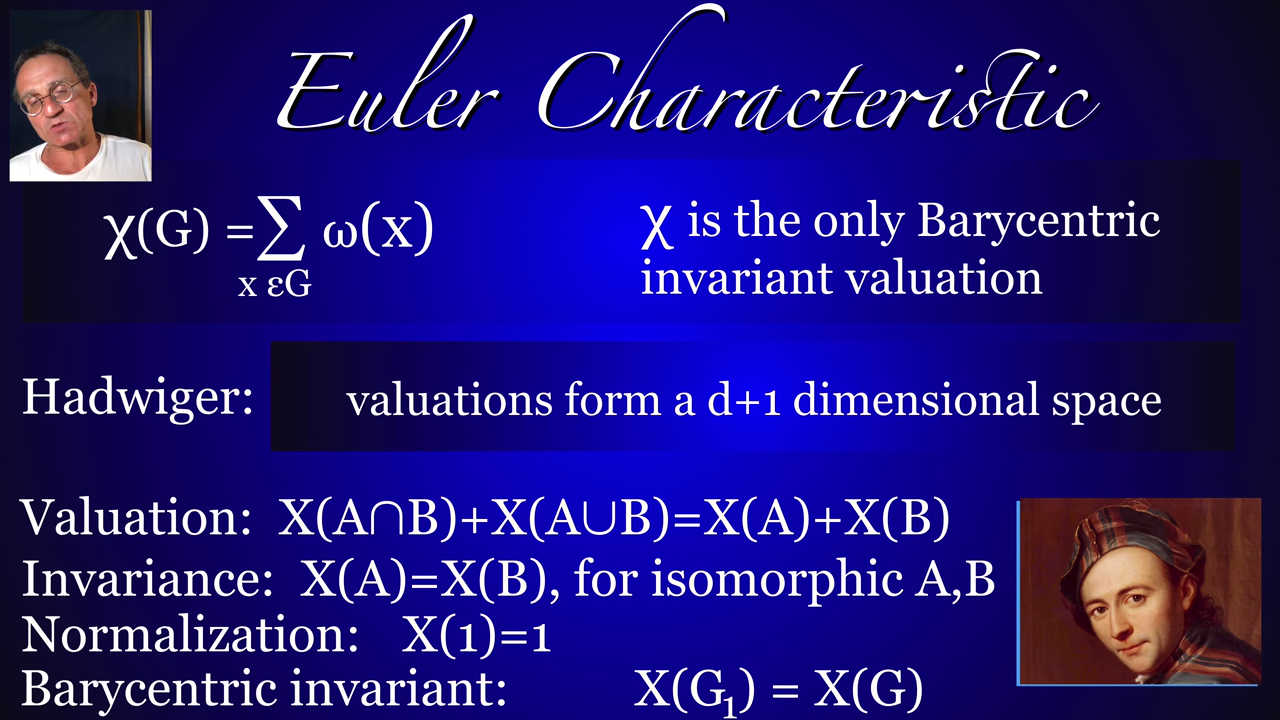 Euler Characteristic
χ(G) = ∑ ω(x)
x εG
χ is the only Barycentric
invariant valuation
Hadwiger: valuations form a d+1 dimensional space
Valuation: X(A∩B)+X(A∪B)=X(A)+X(B)
Invariance: X(A)=X(B), for isomorphic A,B
Normalization: X(1)=1
Barycentric invariant: X(G₁) = X(G)